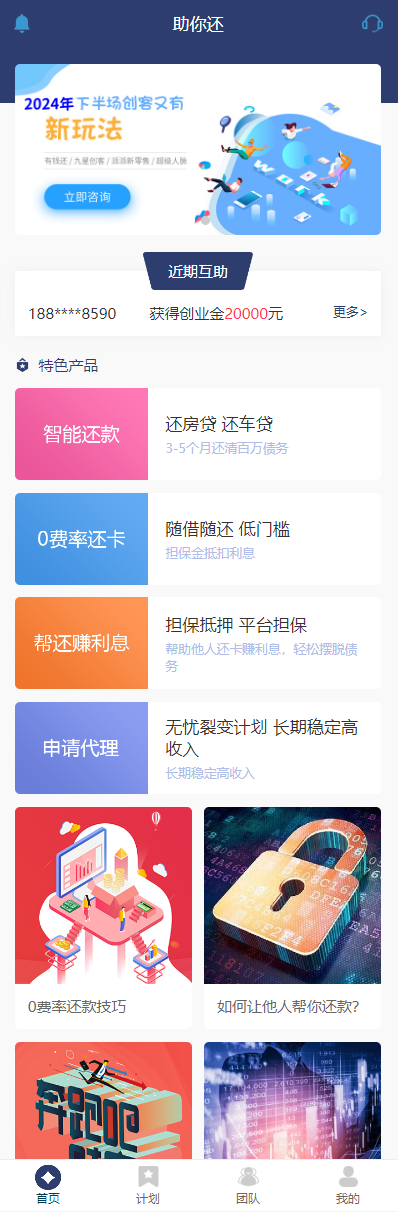 助你还
2024年下半场创客又有
新玩法
有钱还 / 九星创客 / 派派新零售 / 超级人脉
立即咨询
近期互助
188****8590 获得创业金20000元 更多>
特色产品
智能还款
还房贷 还车贷
3-5个月还清百万债务
0费率还卡
随借随还 低门槛
担保金抵扣利息
帮还赚利息
担保抵押 平台担保
帮助他人还卡赚利息，轻松摆脱债
务
申请代理
无忧裂变计划 长期稳定高
收入
长期稳定高收入
0费率还款技巧
如何让他人帮你还款?
首页 计划 团队 我的